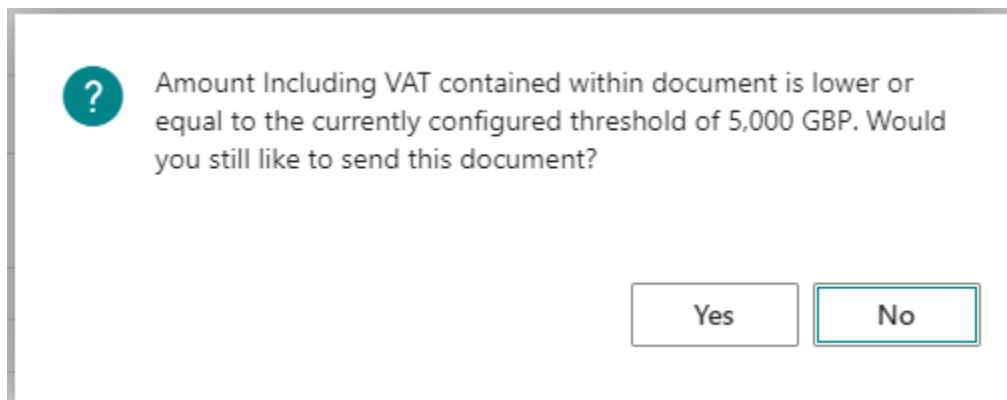 ?
Amount Including VAT contained within document is lower or
equal to the currently configured threshold of 5,000 GBP. Would
you still like to send this document?
Yes No